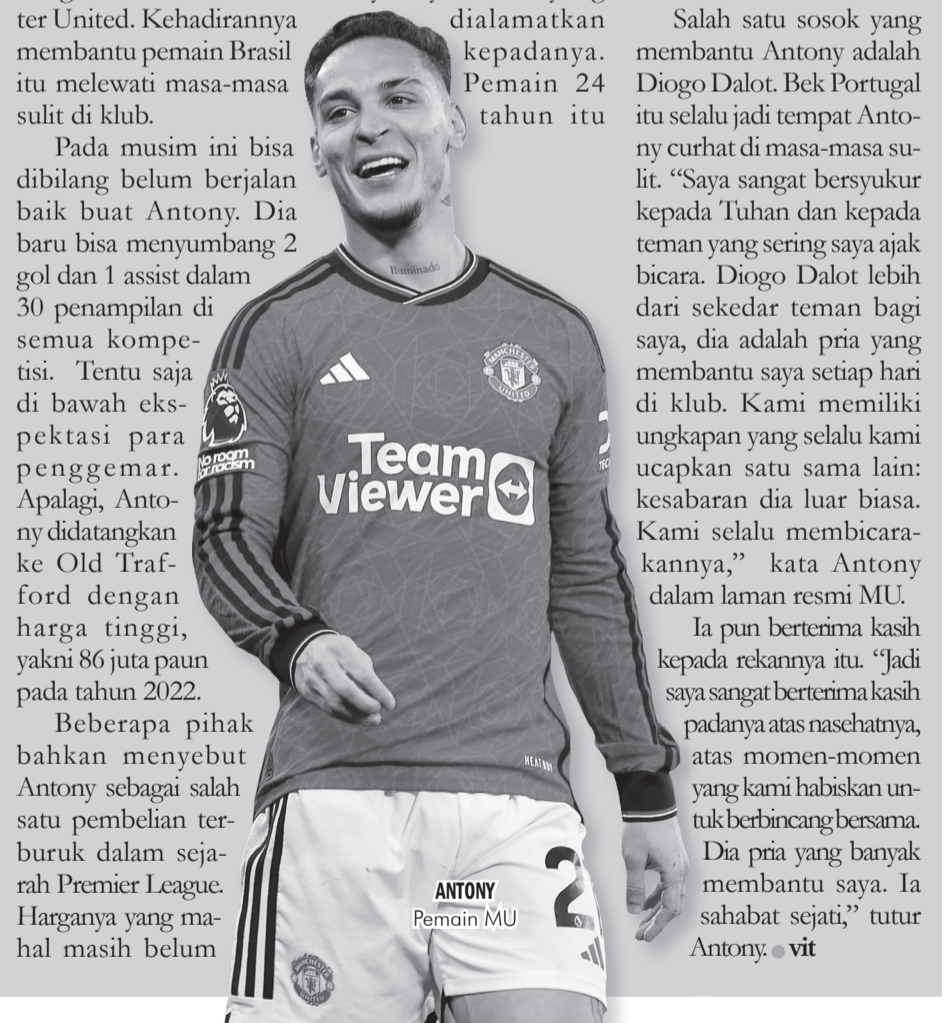 ter United. Kehadirannya
membantu pemain Brasil
itu melewati masa-masa
sulit di klub.
Pada musim ini bisa
dibilang belum berjalan
baik buat Antony. Dia
baru bisa menyumbang 2
gol dan 1 assist dalam
30 penampilan di
semua kompe-
tisi. Tentu saja
di bawah eks-
pektasi para
penggemar.
Apalagi, Anto-
ny didatangkan
ke Old Traf-
ford dengan
harga tinggi,
yakni 86 juta paun
pada tahun 2022.
Beberapa pihak
bahkan menyebut
Antony sebagai salah
satu pembelian ter-
buruk dalam seja-
rah Premier League.
Harganya yang ma-
hal masih belum
dialamatkan
kepadanya.
Pemain 24
tahun itu
Iluminado
MANCHESTER
UNITED
No room
for racism
Team
Viewer
HEAT.RDY
2
ANTONY
Pemain MU
MANCHESTER
UNITED
Salah satu sosok yang
membantu Antony adalah
Diogo Dalot. Bek Portugal
itu selalu jadi tempat Anto-
ny curhat di masa-masa su-
lit. “Saya sangat bersyukur
kepada Tuhan dan kepada
teman yang sering saya ajak
bicara. Diogo Dalot lebih
dari sekedar teman bagi
saya, dia adalah pria yang
membantu saya setiap hari
di klub. Kami memiliki
ungkapan yang selalu kami
ucapkan satu sama lain:
kesabaran dia luar biasa.
Kami selalu membicara-
kannya,” kata Antony
dalam laman resmi MU.
Ia pun berterima kasih
kepada rekannya itu. “Jadi
saya sangat berterima kasih
padanya atas nasehatnya,
atas momen-momen
yang kami habiskan un-
tuk berbincang bersama.
Dia pria yang banyak
membantu saya. Ia
sahabat sejati,” tutur
Antony. ● vit